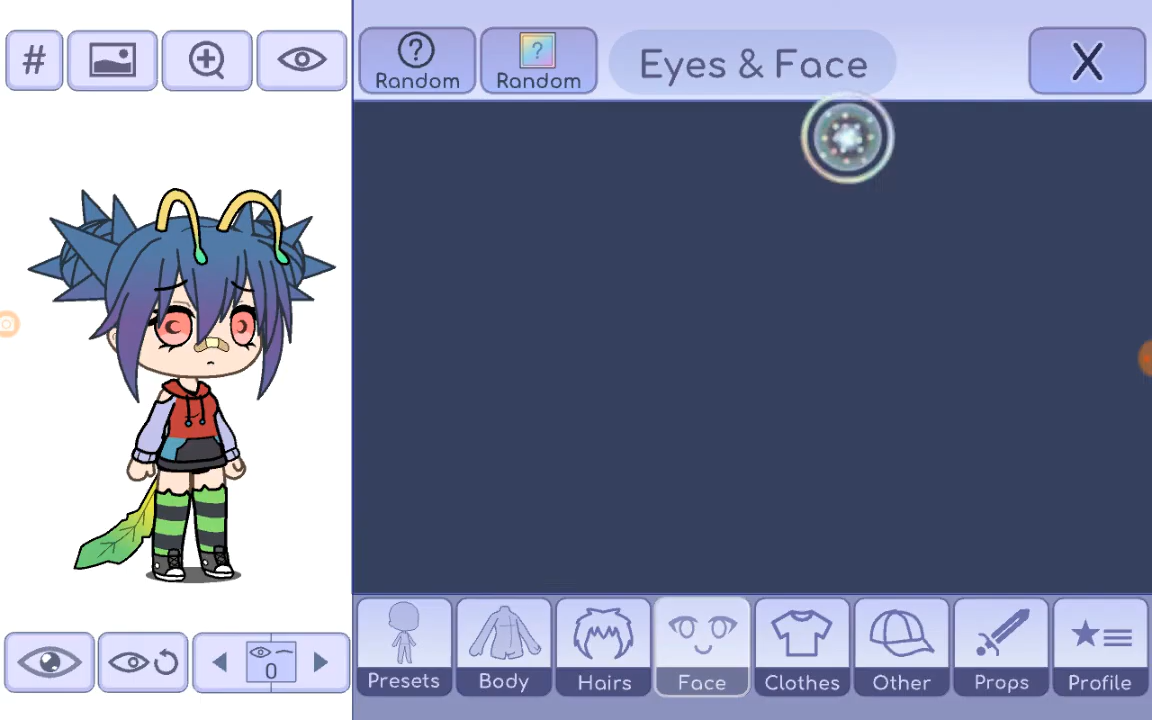 #
? Random
? Random
Eyes & Face
X
0
Presets
Body
Hairs
Face
Clothes
Other
Props
Profile